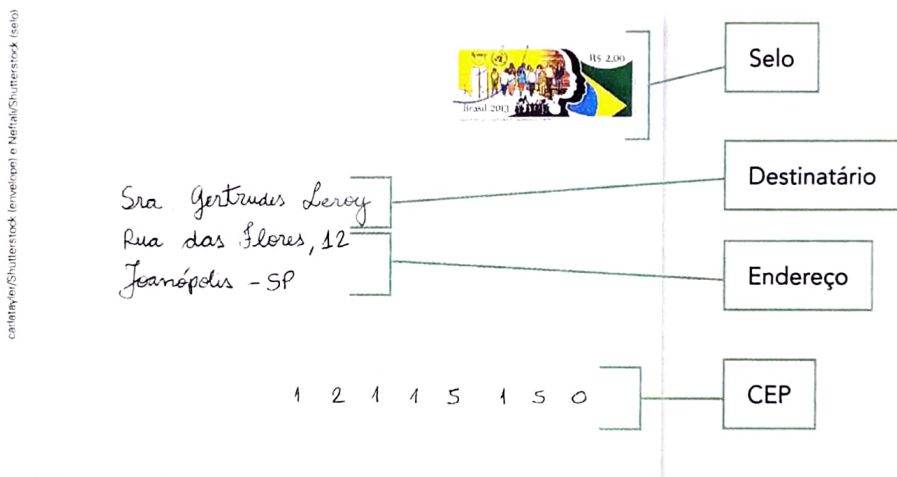 carlatayler/Shutterstock (envelope) e Neftali/Shutterstock (selo)
R$ 2,00
Brasil 2013
Selo
Destinatário
Sra Gertrudes Leroy
Rua das Flores, 12
Joanópolis - SP
Endereço
1 2 1 1 5 1 5 0
CEP